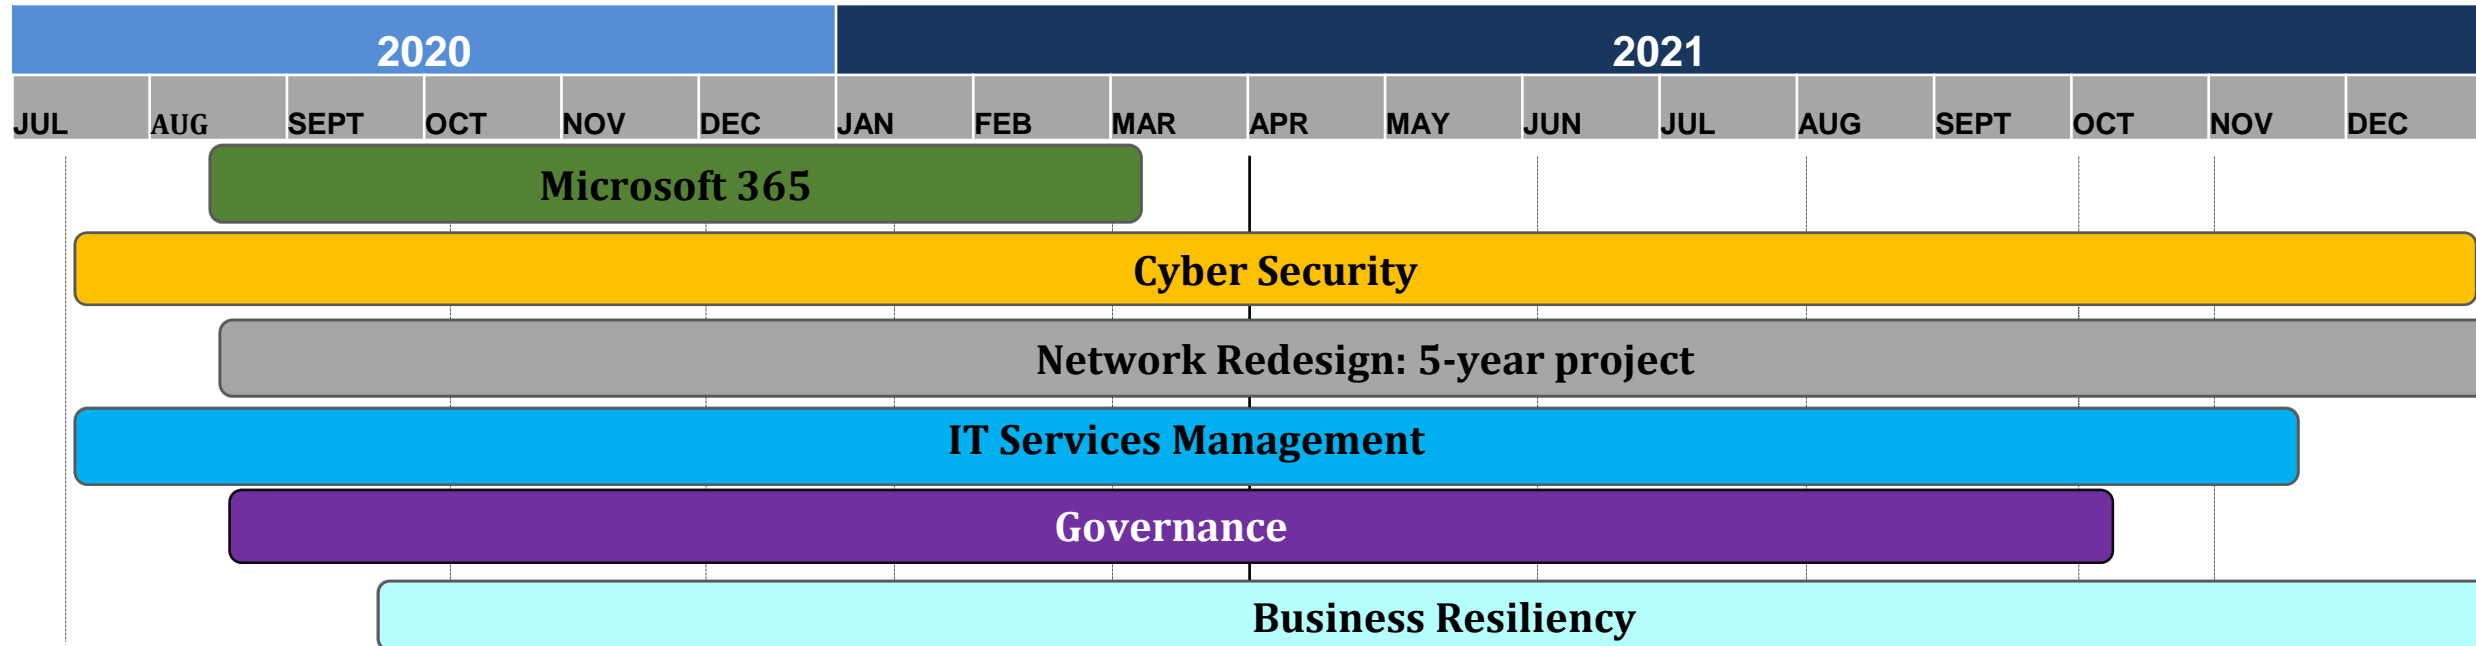 2020 2021
JUL AUG SEPT OCT NOV DEC JAN FEB MAR APR MAY JUN JUL AUG SEPT OCT NOV DEC
Microsoft 365
Cyber Security
Network Redesign: 5-year project
IT Services Management
Governance
Business Resiliency